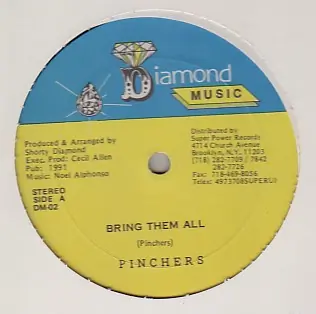 Diamond
MUSIC
Produced & Arranged by
Shorty Diamond
Exec. Prod: Cecil Allen
Pub: 1991
Music: Noel Alphonso
Distributed by
Super Power Records
4714 Church Avenue
Brooklyn, N.Y., 11203
(718) 282-7709 / 7842
282-7726
Fax: 718-469-8056
Telex: 4973708SUPERUI
STEREO
SIDE A
DM-02
BRING THEM ALL
(Pinchers)
PINCHERS